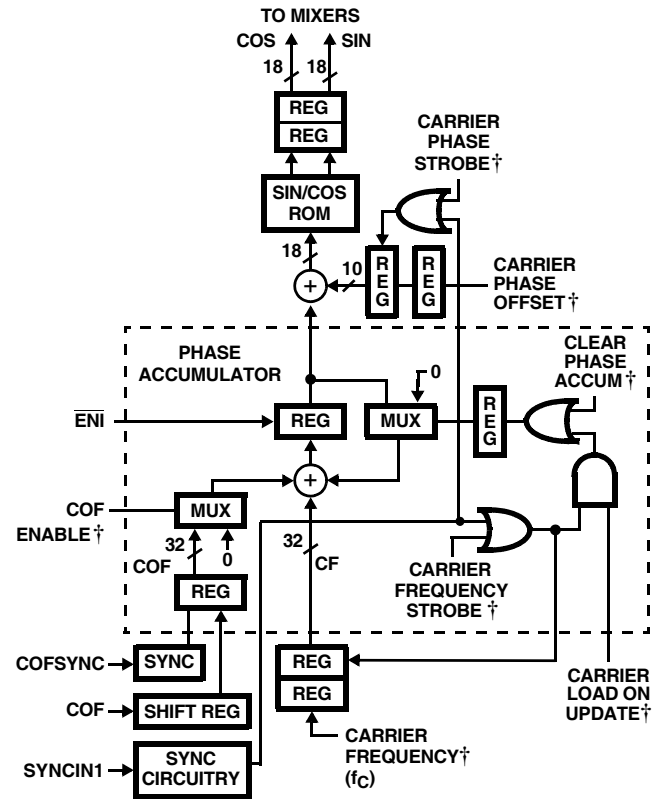 TO MIXERS
COS SIN
18 18
REG
REG
CARRIER
PHASE
STROBE†
SIN/COS
ROM
18
10
REG
REG
CARRIER
PHASE
OFFSET†
+
PHASE
ACCUMULATOR
0
CLEAR
PHASE
ACCUM†
ENI
REG
MUX
REG
+
COF
ENABLE†
MUX
32
COF
0
32
CF
REG
CARRIER
FREQUENCY
STROBE†
COFSYNC
SYNC
REG
REG
COF
SHIFT REG
CARRIER
LOAD ON
UPDATE†
CARRIER
FREQUENCY†
(fC)
SYNCIN1
SYNC
CIRCUITRY